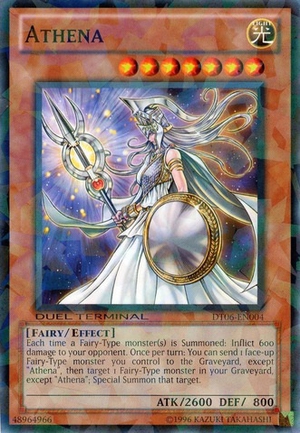 ATHENA
LIGHT
光
DUEL TERMINAL
DT06-EN004
[FAIRY/EFFECT]
Each time a Fairy-Type monster(s) is Summoned: Inflict 600
damage to your opponent. Once per turn: You can send 1 face-up
Fairy-Type monster you control to the Graveyard, except
"Athena", then target 1 Fairy-Type monster in your Graveyard,
except "Athena"; Special Summon that target.
ATK/2600 DEF/ 800
48964966
©1996 KAZUKI TAKAHASHI